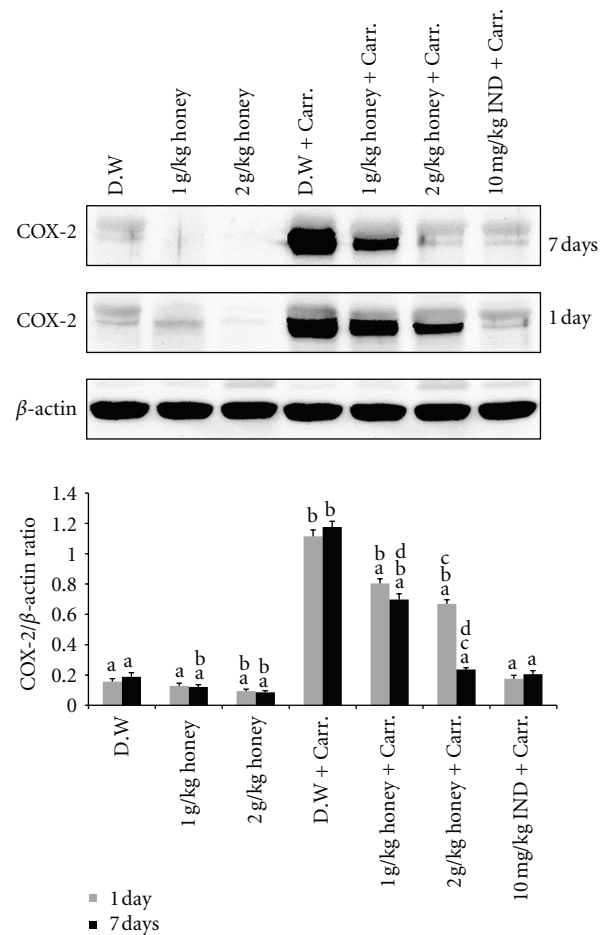 D.W
1 g/kg honey
2 g/kg honey
D.W + Carr.
1 g/kg honey + Carr.
2 g/kg honey + Carr.
10 mg/kg IND + Carr.
COX-2
7 days
COX-2
1 day
β-actin
COX-2/β-actin ratio
1.4
1.2
1
0.8
0.6
0.4
0.2
0
a a
a b a
b a b a
b b
b a d b a
c b a d c a
a a
D.W
1 g/kg honey
2 g/kg honey
D.W + Carr.
1 g/kg honey + Carr.
2 g/kg honey + Carr.
10 mg/kg IND + Carr.
1 day
7 days